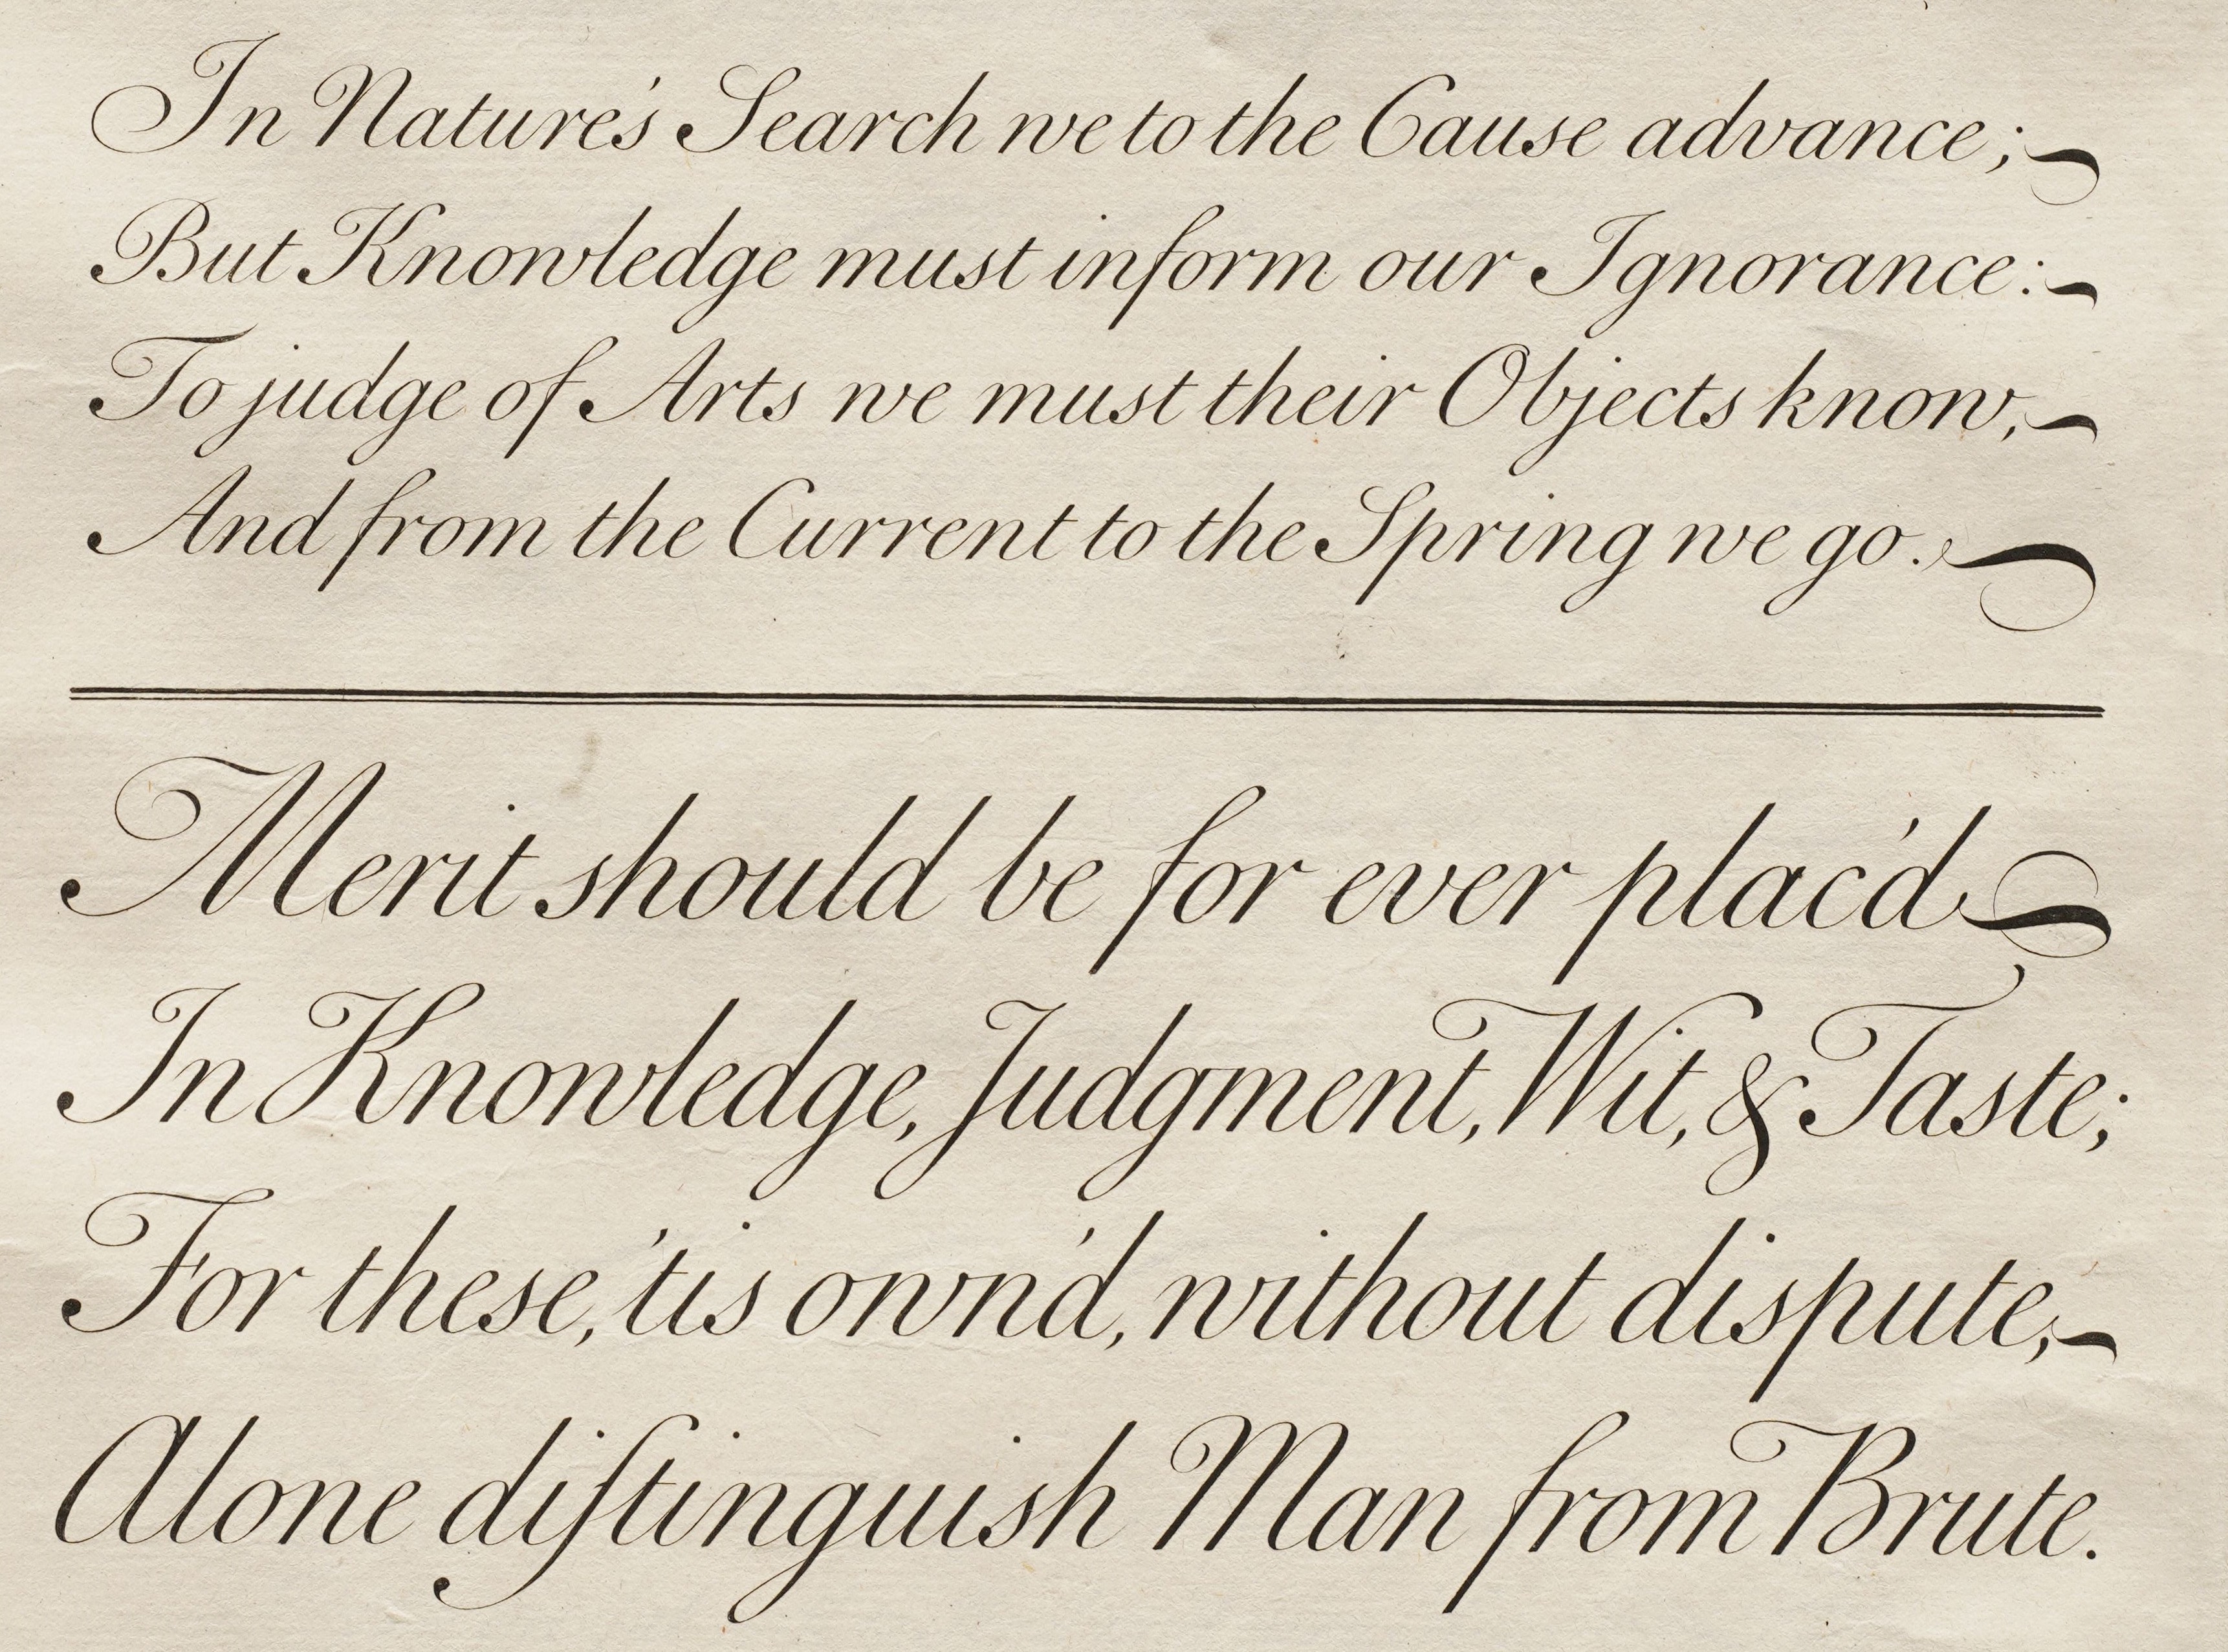 In Nature's Search we to the Cause advance;
But Knowledge must inform our Ignorance:
To judge of Arts we must their Objects know,
And from the Current to the Spring we go.
Merit should be for ever plac'd
In Knowledge, Judgment, Wit, & Taste;
For these, 'tis own'd, without dispute,
Alone diſtinguish Man from Brute.